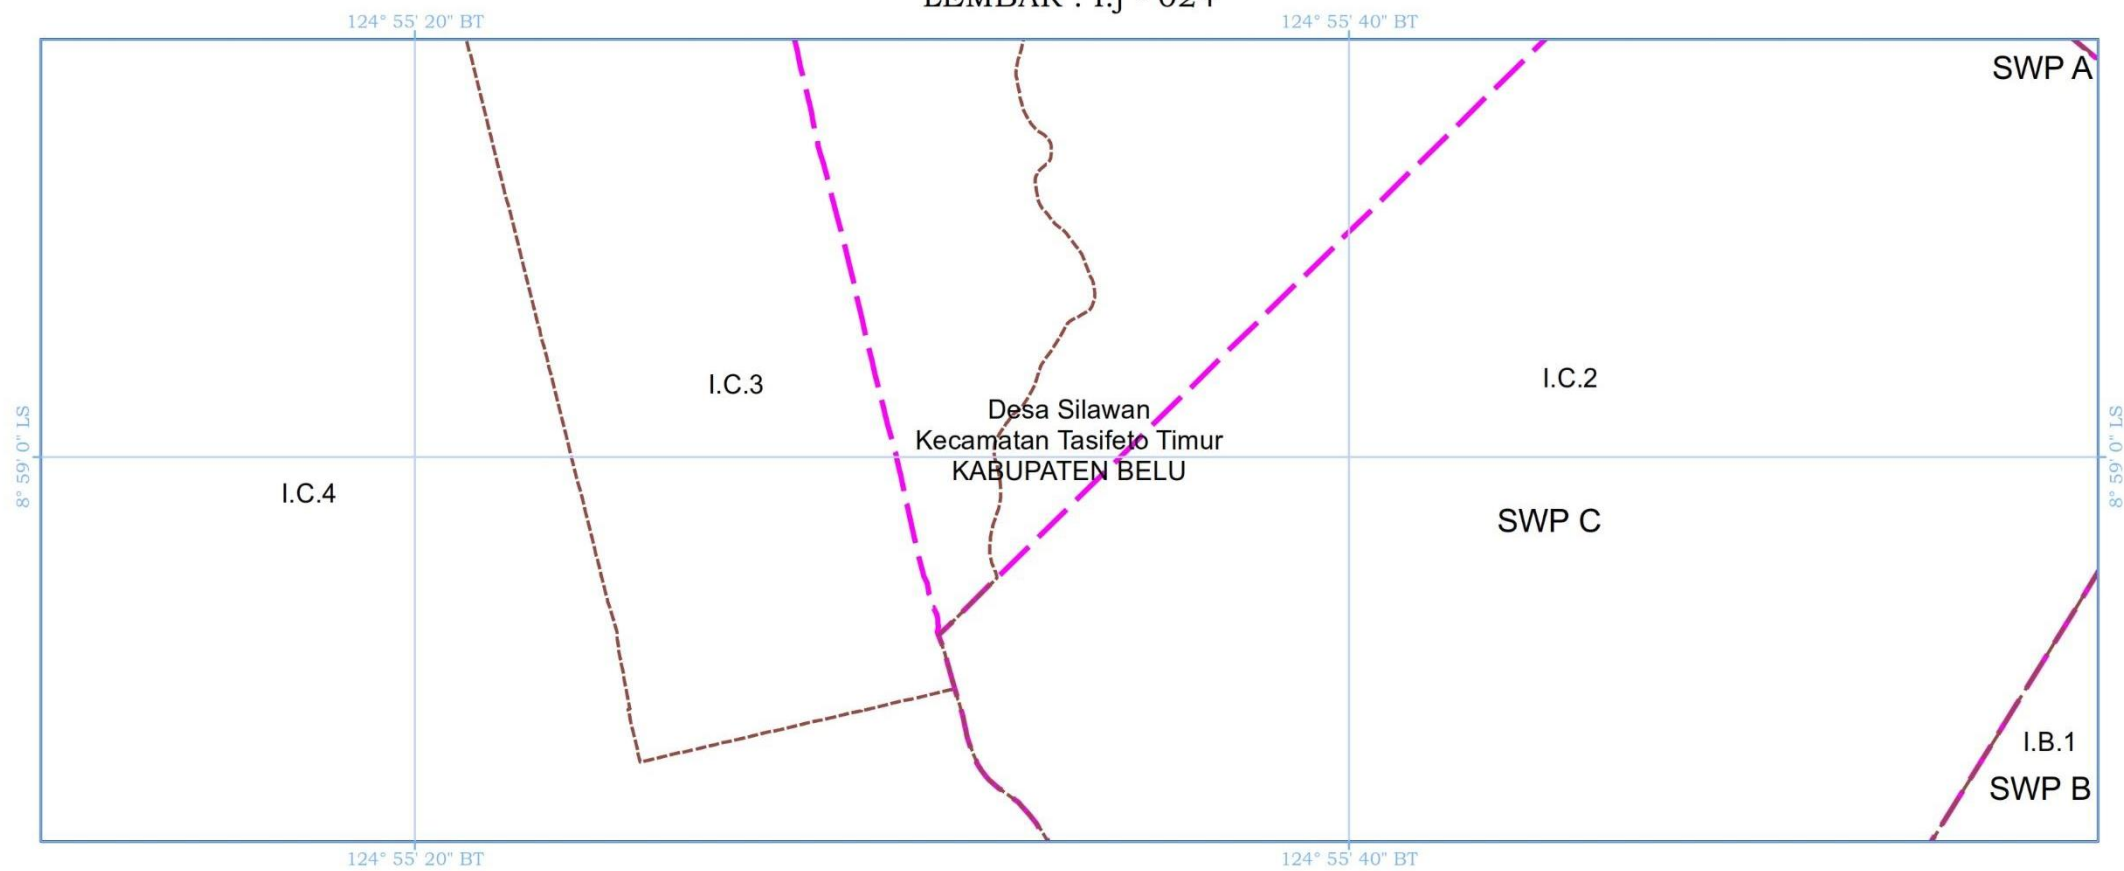 124° 55' 20" BT
124° 55' 40" BT
SWP A
I.C.3
I.C.2
Desa Silawan
Kecamatan Tasifeto Timur
KABUPATEN BELU
8° 59' 0" LS
8° 59' 0" LS
I.C.4
SWP C
I.B.1
SWP B
124° 55' 20" BT
124° 55' 40" BT